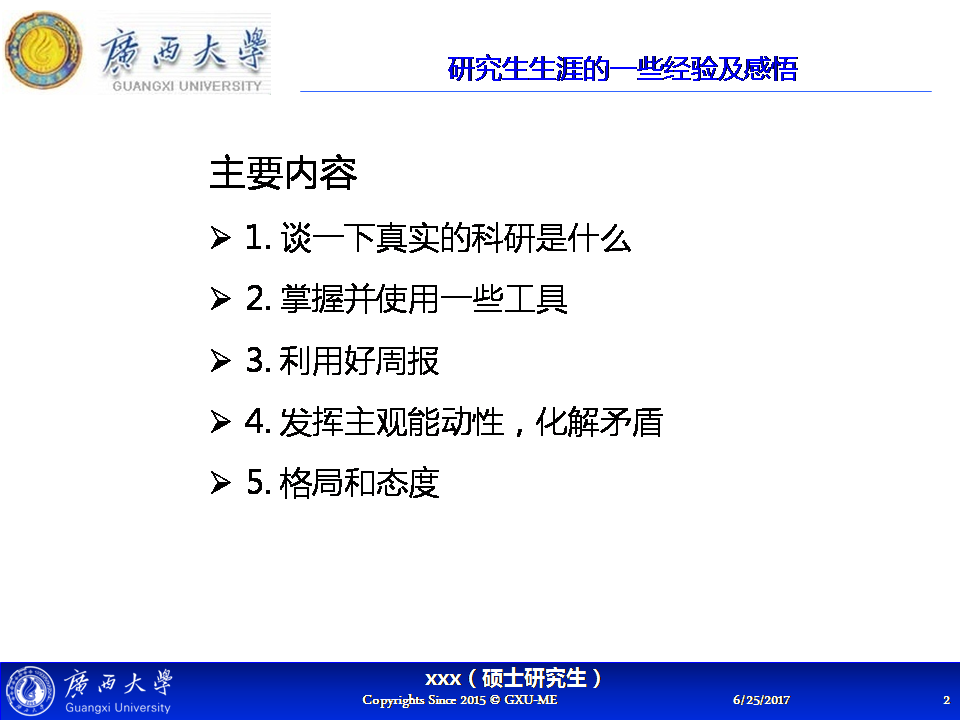 廣西大學
GUANGXI UNIVERSITY
研究生生涯的一些经验及感悟
主要内容
1. 谈一下真实的科研是什么
2. 掌握并使用一些工具
3. 利用好周报
4. 发挥主观能动性，化解矛盾
5. 格局和态度
廣西大學
Guangxi University
xxx（硕士研究生）
Copyrights Since 2015 © GXU-ME
6/25/2017
2